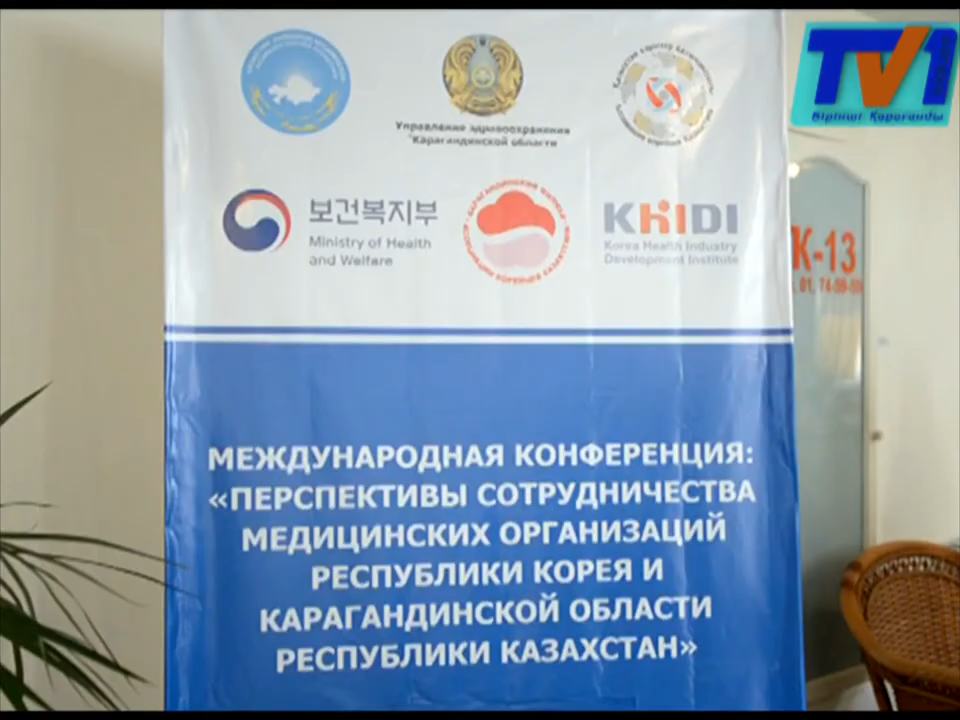 TV1
Бірінші Қарағанды
Управление здравоохранения
Карагандинской области
보건복지부
Ministry of Health
and Welfare
KHIDI
Korea Health Industry
Development Institute
К-13
МЕЖДУНАРОДНАЯ КОНФЕРЕНЦИЯ:
«ПЕРСПЕКТИВЫ СОТРУДНИЧЕСТВА
МЕДИЦИНСКИХ ОРГАНИЗАЦИЙ
РЕСПУБЛИКИ КОРЕЯ И
КАРАГАНДИНСКОЙ ОБЛАСТИ
РЕСПУБЛИКИ КАЗАХСТАН»